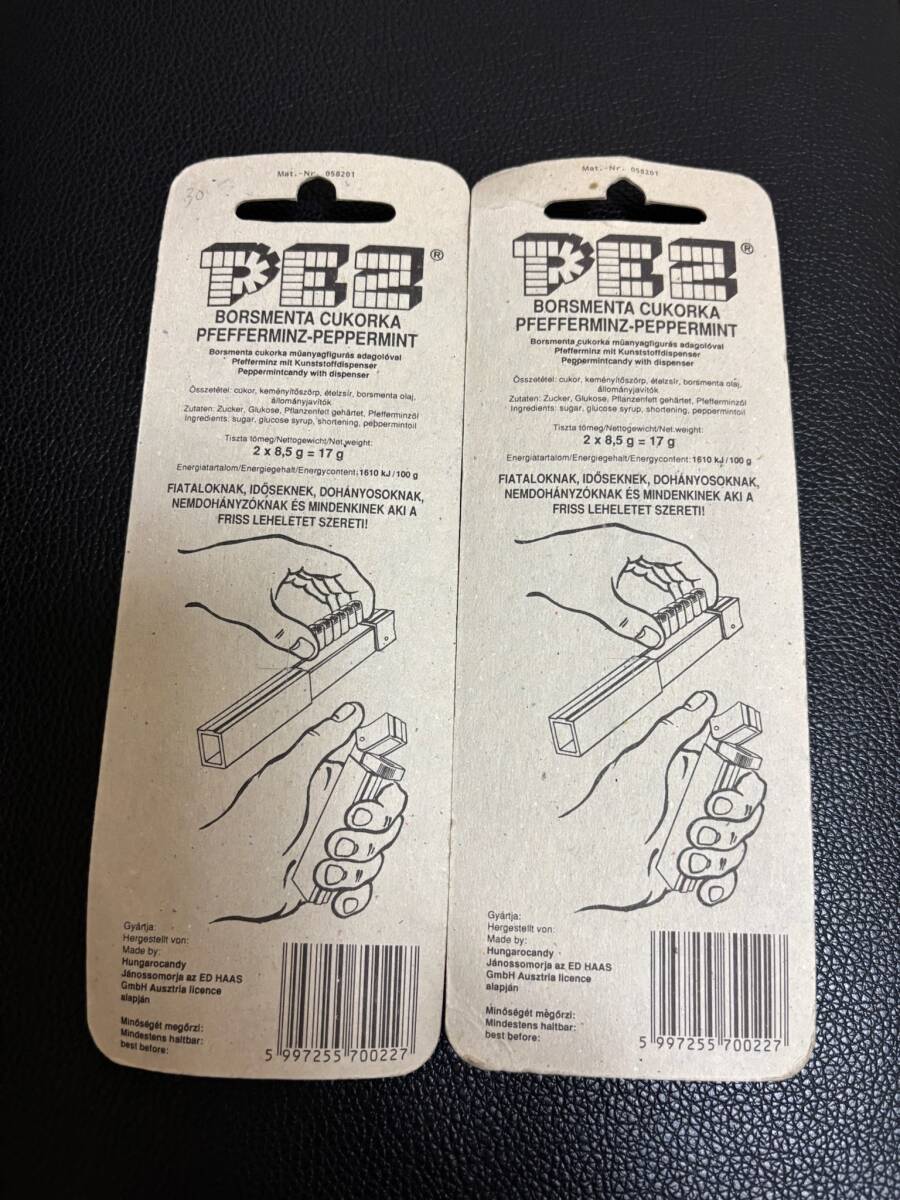 30
Mat.-Nr. 058201
PEZ®
BORSMENTA CUKORKA
PFEFFERMINZ-PEPPERMINT
Borsmenta cukorka műanyagfigurás adagolóval
Pfefferminz mit Kunststoffdispenser
Peppermintcandy with dispenser
Összetétel: cukor, keményítőszörp, ételzsír, borsmenta olaj,
állományjavítók
Zutaten: Zucker, Glukose, Pflanzenfett gehärtet, Pfefferminzöl
Ingredients: sugar, glucose syrup, shortening, peppermintoil
Tiszta tömeg/Nettogewicht/Net.weight:
2 x 8,5 g = 17 g
Energiatartalom/Energiegehalt/Energycontent: 1610 kJ / 100 g
FIATALOKNAK, IDŐSEKNEK, DOHÁNYOSOKNAK,
NEMDOHÁNYZÓKNAK ÉS MINDENKINEK AKI A
FRISS LEHELETET SZERETI!
Gyártja:
Hergestellt von:
Made by:
Hungarocandy
Jánossomorja az ED HAAS
GmbH Ausztria licence
alapján
Minőségét megőrzi:
Mindestens haltbar:
best before:
5 997255 700227
Mat.-Nr. 058201
PEZ®
BORSMENTA CUKORKA
PFEFFERMINZ-PEPPERMINT
Borsmenta cukorka műanyagfigurás adagolóval
Pfefferminz mit Kunststoffdispenser
Peppermintcandy with dispenser
Összetétel: cukor, keményítőszörp, ételzsír, borsmenta olaj,
állományjavítók
Zutaten: Zucker, Glukose, Pflanzenfett gehärtet, Pfefferminzöl
Ingredients: sugar, glucose syrup, shortening, peppermintoil
Tiszta tömeg/Nettogewicht/Net.weight:
2 x 8,5 g = 17 g
Energiatartalom/Energiegehalt/Energycontent: 1610 kJ / 100 g
FIATALOKNAK, IDŐSEKNEK, DOHÁNYOSOKNAK,
NEMDOHÁNYZÓKNAK ÉS MINDENKINEK AKI A
FRISS LEHELETET SZERETI!
Gyártja:
Hergestellt von:
Made by:
Hungarocandy
Jánossomorja az ED HAAS
GmbH Ausztria licence
alapján
Minőségét megőrzi:
Mindestens haltbar:
best before:
5 997255 700227